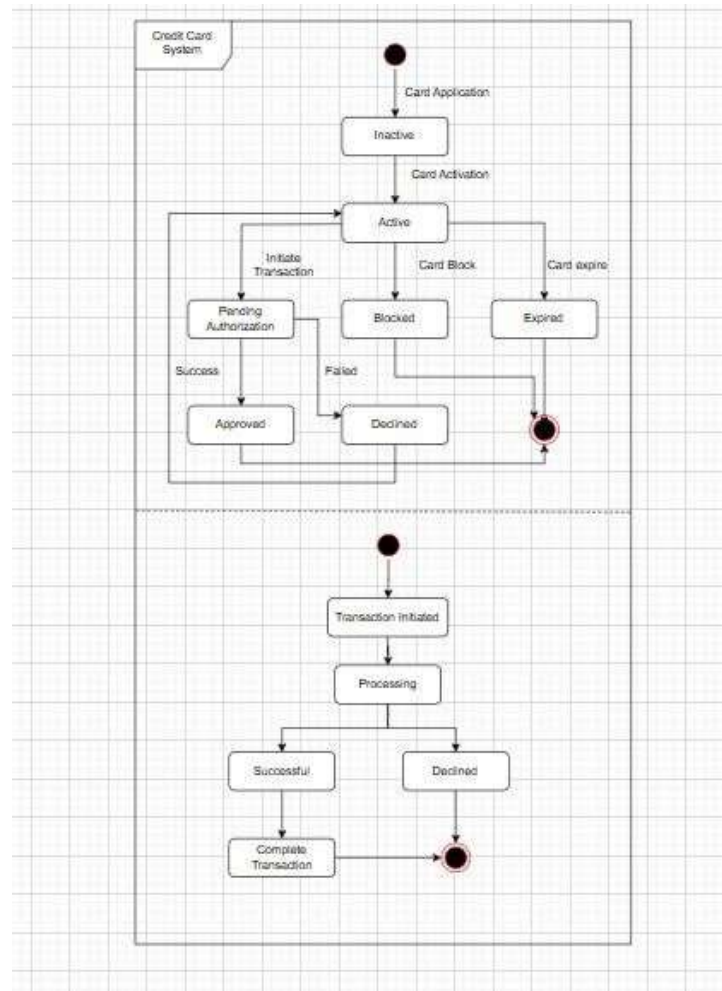 Credit Card
System
Card Application
Inactive
Card Activation
Active
Initiate
Transaction
Card Block
Card expire
Pending
Authorization
Blocked
Expired
Success
Failed
Approved
Declined
Transaction Initiated
Processing
Successful
Declined
Complete
Transaction